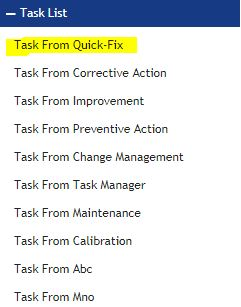 — Task List
Task From Quick-Fix
Task From Corrective Action
Task From Improvement
Task From Preventive Action
Task From Change Management
Task From Task Manager
Task From Maintenance
Task From Calibration
Task From Abc
Task From Mno